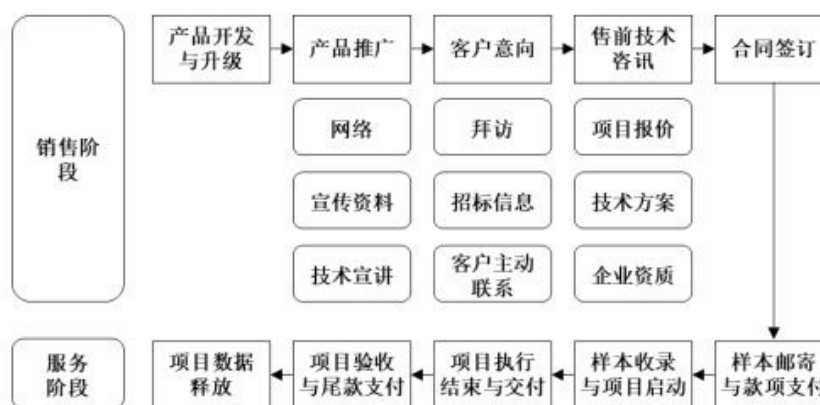 销售阶
段
产品开发
与升级
产品推广
客户意向
售前技术
咨讯
合同签订
网络
拜访
项目报价
宣传资料
招标信息
技术方案
技术宣讲
客户主动
联系
企业资质
服务
阶段
项目数据
释放
项目验收
与尾款支付
项目执行
结束与交付
样本收录
与项目启动
样本邮寄
与款项支付